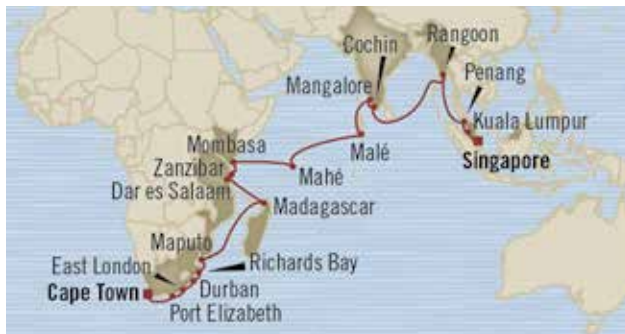 Cochin
Rangoon
Mangalore
Penang
Kuala Lumpur
Mombasa
Malé
Singapore
Zanzibar
Mahé
Dar es Salaam
Madagascar
Maputo
East London
Richards Bay
Cape Town
Durban
Port Elizabeth